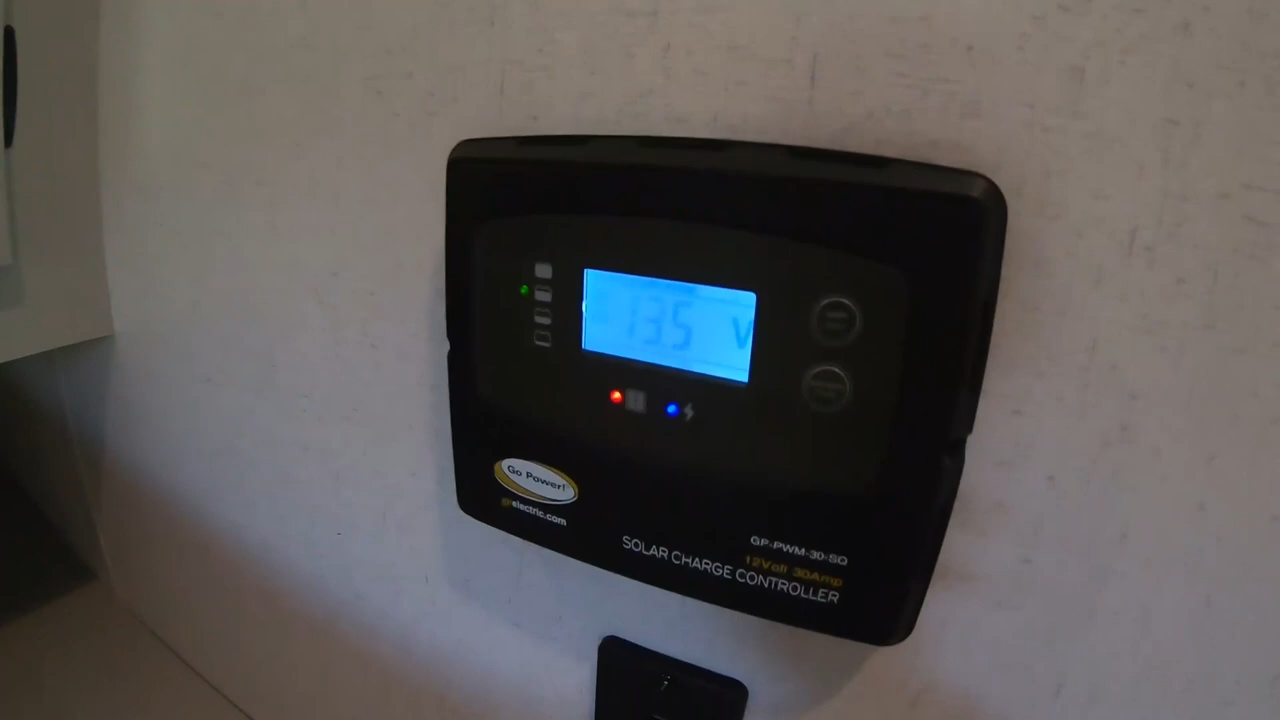 13.5 V
Go Power!
gpelectric.com
GP-PWM-30-SQ
12Volt 30Amp
SOLAR CHARGE CONTROLLER